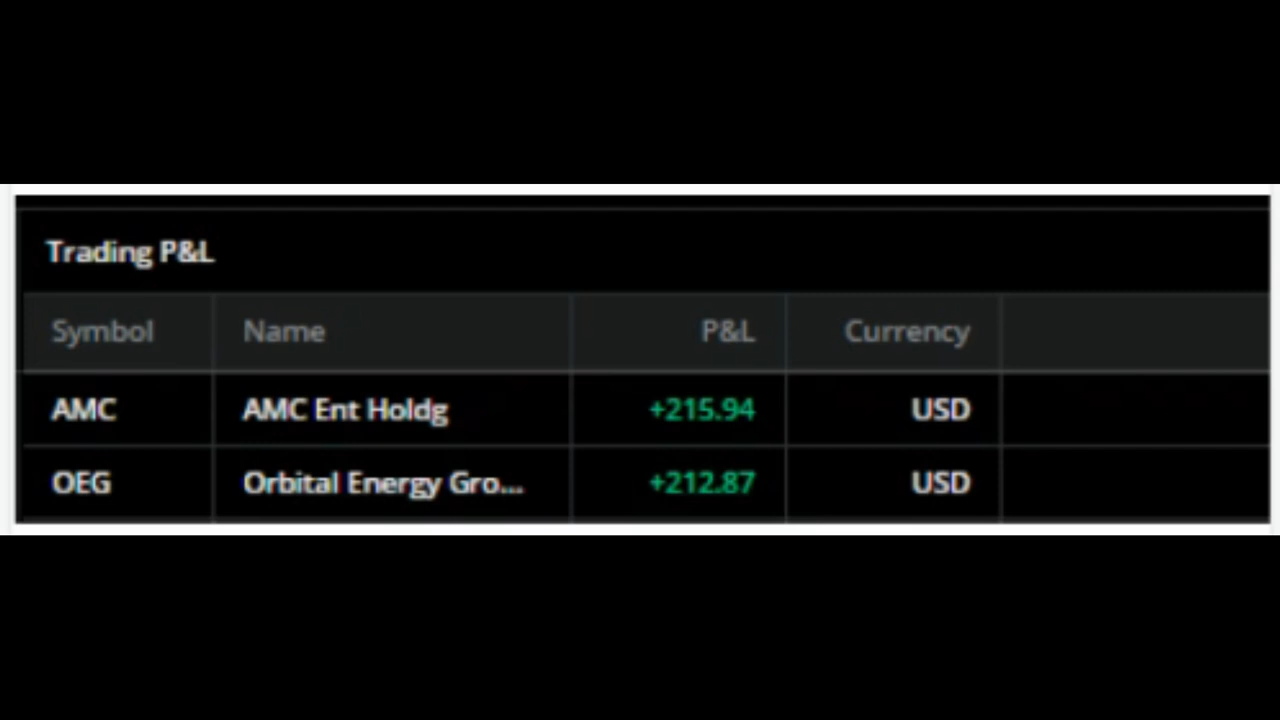 Trading P&L
Symbol Name P&L Currency
AMC AMC Ent Holdg +215.94 USD
OEG Orbital Energy Gro... +212.87 USD